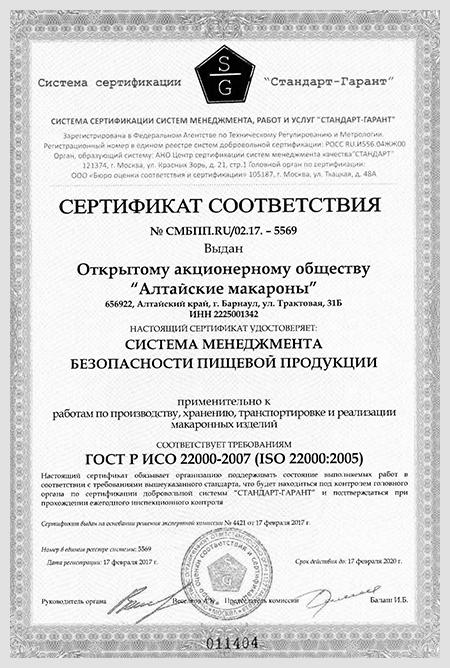 S
G
Система сертификации "Стандарт-Гарант"
СИСТЕМА СЕРТИФИКАЦИИ СИСТЕМ МЕНЕДЖМЕНТА, РАБОТ И УСЛУГ "СТАНДАРТ-ГАРАНТ"
Зарегистрирована в Федеральном Агентстве по Техническому Регулированию и Метрологии.
Регистрационный номер в едином реестре систем добровольной сертификации: РОСС RU.И556.04ЖЖ00
Орган, образующий систему: АНО Центр сертификации систем менеджмента качества"СТАНДАРТ"
121374, г. Москва, ул. Красных Зорь, д. 21, стр.1 Головной орган по сертификации:
ООО «Бюро оценки соответствия и сертификации» 105187, г. Москва, ул. Ткацкая, д. 48А
СЕРТИФИКАТ СООТВЕТСТВИЯ
№ СМБПП.RU/02.17. – 5569
Выдан
Открытому акционерному обществу
"Алтайские макароны"
656922, Алтайский край, г. Барнаул, ул. Трактовая, 31Б
ИНН 2225001342
НАСТОЯЩИЙ СЕРТИФИКАТ УДОСТОВЕРЯЕТ:
СИСТЕМА МЕНЕДЖМЕНТА
БЕЗОПАСНОСТИ ПИЩЕВОЙ ПРОДУКЦИИ
применительно к
работам по производству, хранению, транспортировке и реализации
макаронных изделий
СООТВЕТСТВУЕТ ТРЕБОВАНИЯМ
ГОСТ Р ИСО 22000-2007 (ISO 22000:2005)
Настоящий сертификат обязывает организацию поддерживать состояние выполняемых работ в
соответствии с требованиями вышеуказанного стандарта, что будет находиться под контролем головного
органа по сертификации добровольной системы "СТАНДАРТ-ГАРАНТ" и подтверждаться при
прохождении ежегодного инспекционного контроля
Сертификат выдан на основании решения экспертной комиссии № 4421 от 17 февраля 2017 г.
Номер в едином реестре системы: 5569
Дата регистрации: 17 февраля 2017 г. Срок действия до: 17 февраля 2020 г.
Руководитель органа Председатель комиссии Балаш И.Б.
S
G
011404